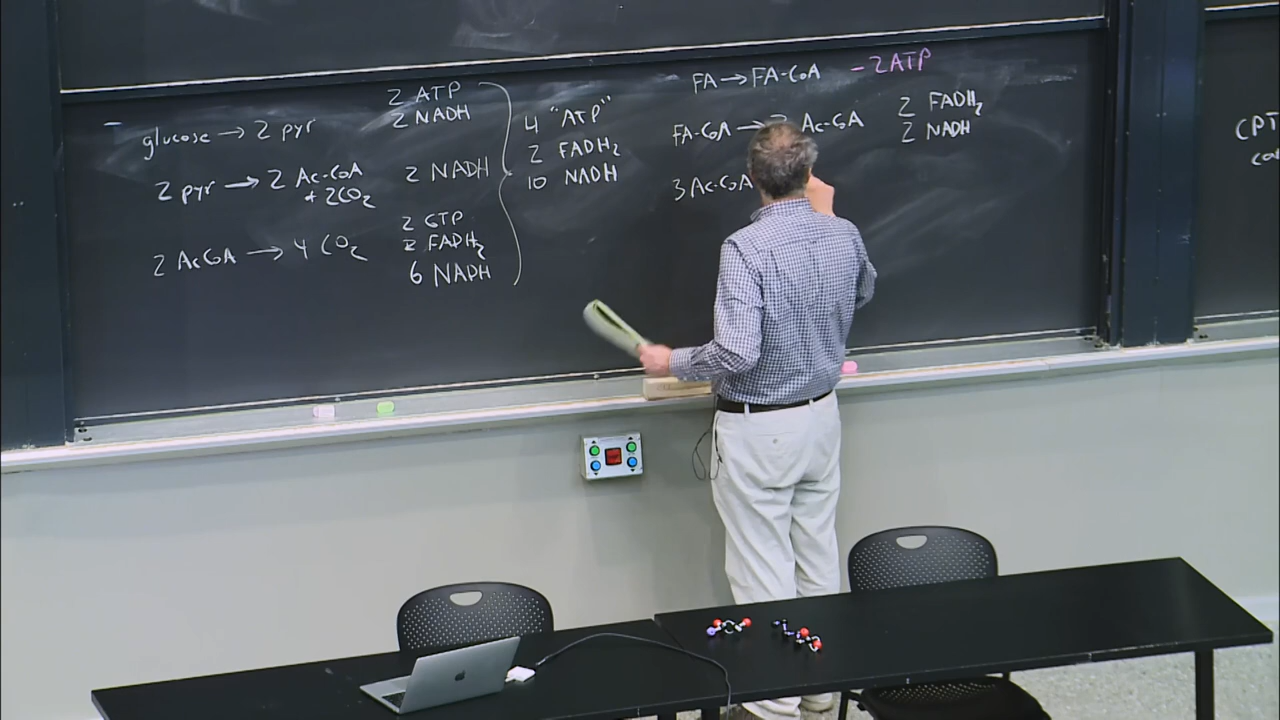 glucose → 2 pyr
2 ATP
2 NADH
2 pyr → 2 Ac-CoA
+ 2CO₂
2 NADH
2 AcCoA → 4 CO₂
2 GTP
2 FADH₂
6 NADH
4 "ATP"
2 FADH₂
10 NADH
FA → FA-CoA
-2ATP
FA-CoA → Ac-CoA
2 FADH₂
2 NADH
3 Ac-CoA
CPT